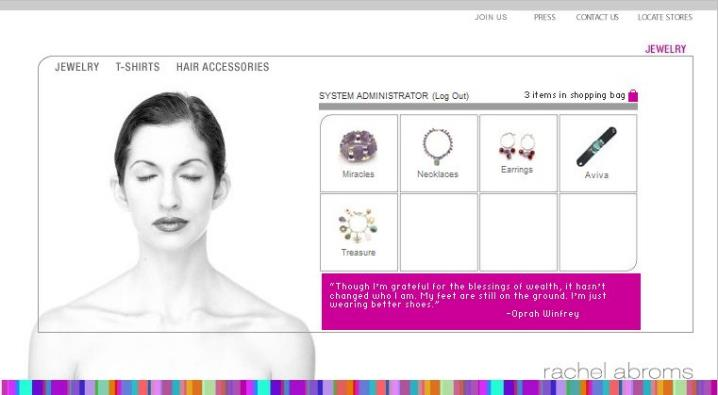 JOIN US PRESS CONTACT US LOCATE STORES
JEWELRY
JEWELRY T-SHIRTS HAIR ACCESSORIES
SYSTEM ADMINISTRATOR (Log Out) 3 items in shopping bag
Miracles Necklaces Earrings Aviva
Treasure
"Though I'm grateful for the blessings of wealth, it hasn't
changed who I am. My feet are still on the ground. I'm just
wearing better shoes."
-Oprah Winfrey
rachel abroms